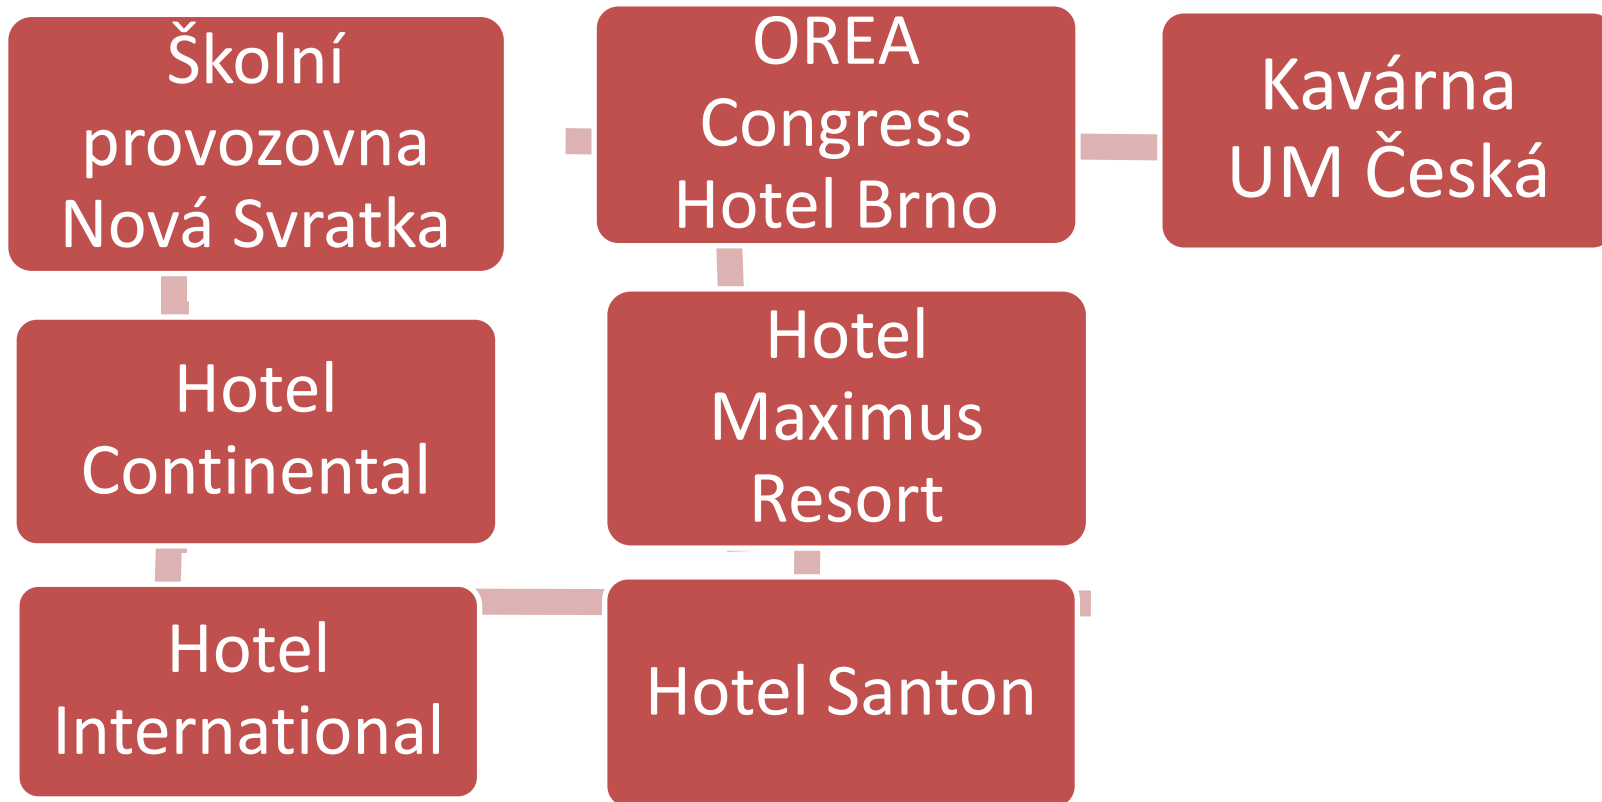 Školní
provozovna
Nová Svratka
Hotel
Continental
Hotel
International
OREA
Congress
Hotel Brno
Hotel
Maximus
Resort
Hotel Santon
Kavárna
UM Česká